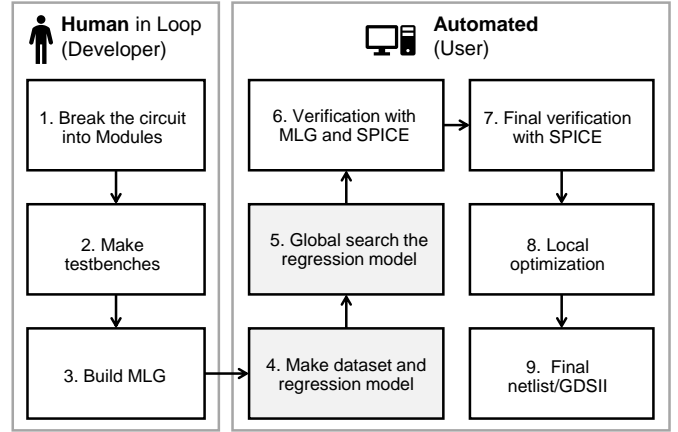 Human in Loop
(Developer)
1. Break the circuit
into Modules
2. Make
testbenches
3. Build MLG
Automated
(User)
4. Make dataset and
regression model
5. Global search the
regression model
6. Verification with
MLG and SPICE
7. Final verification
with SPICE
8. Local
optimization
9. Final
netlist/GDSII